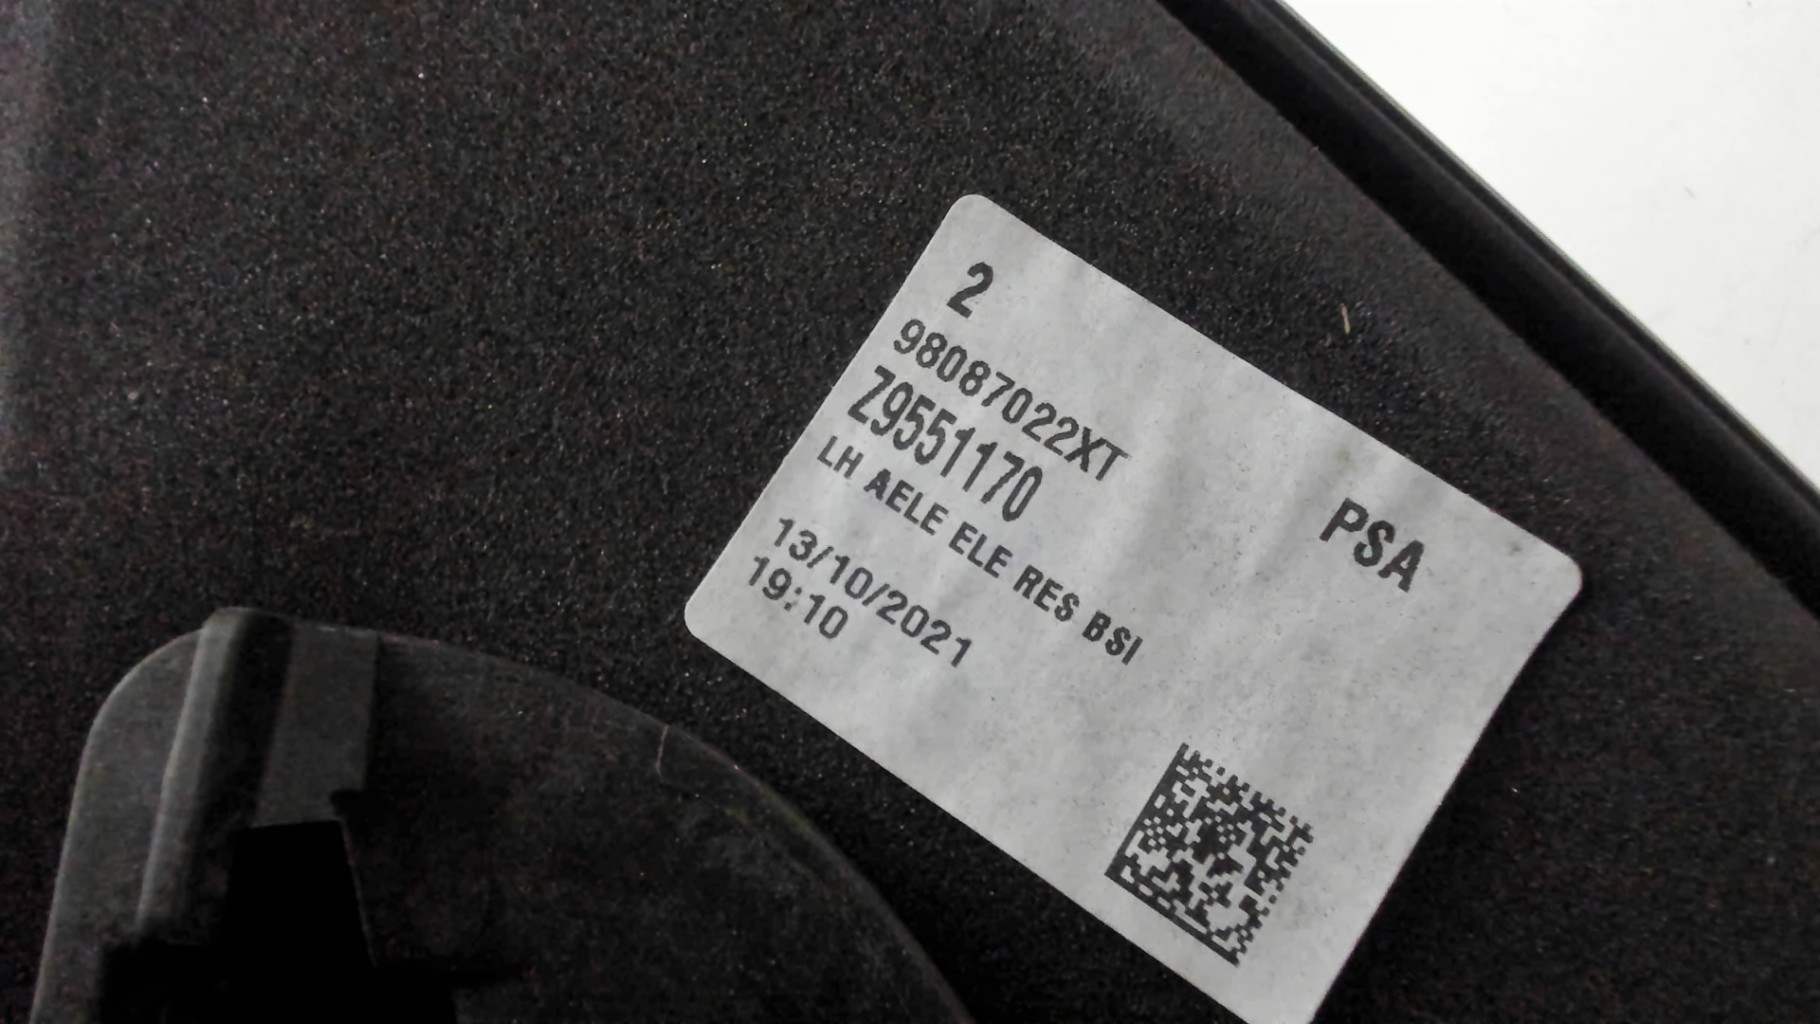 2
98087022XT
Z9551170
LH AELE ELE RES BSI
13/10/2021
19:10
PSA